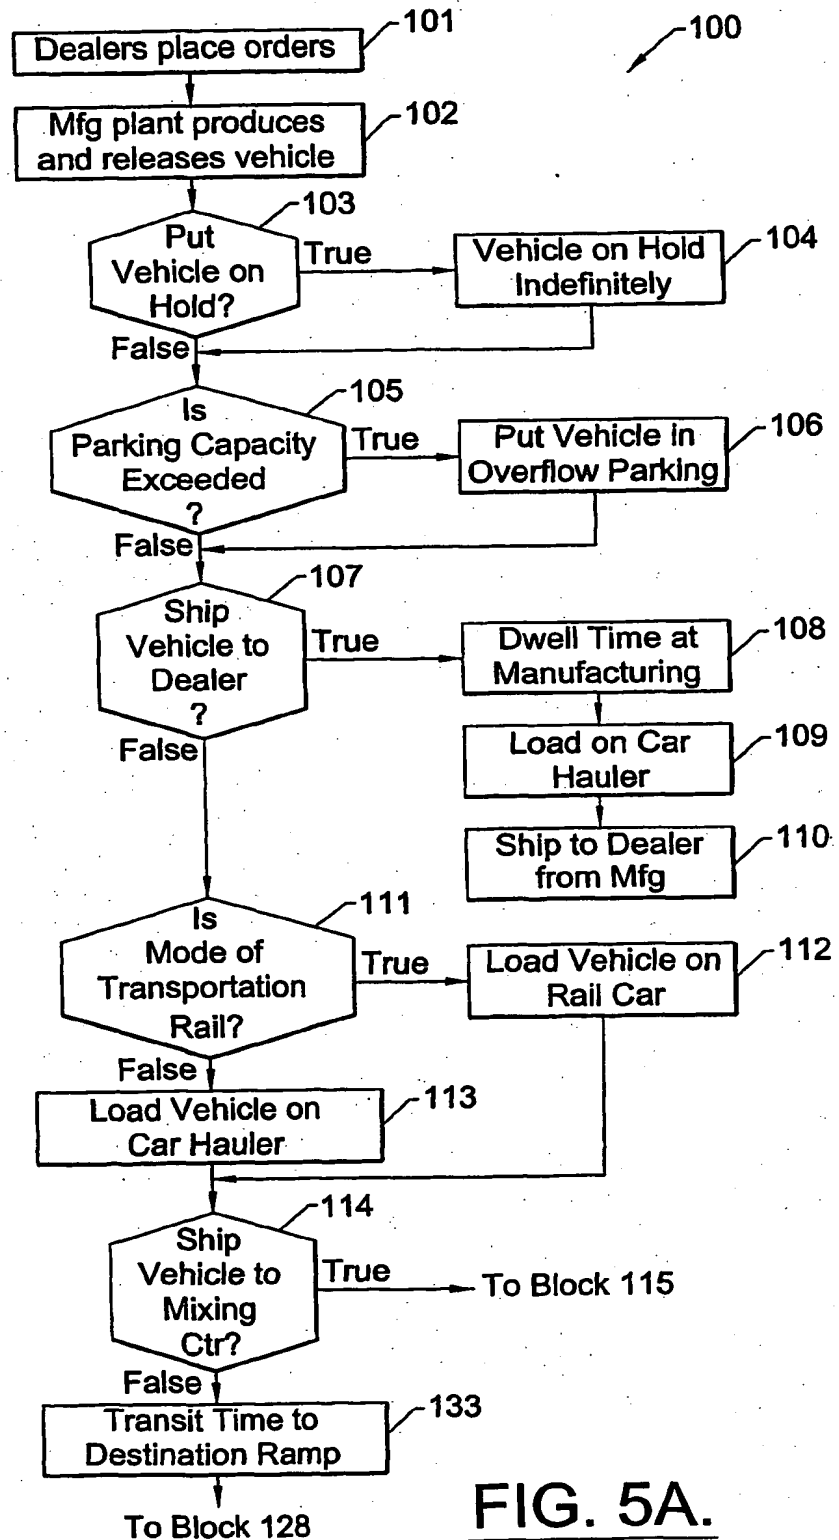 100
Dealers place orders
101
Mfg plant produces
and releases vehicle
102
Put
Vehicle on
Hold?
103
True
Vehicle on Hold
Indefinitely
104
False
Is
Parking Capacity
Exceeded
?
105
True
Put Vehicle in
Overflow Parking
106
False
Ship
Vehicle to
Dealer
?
107
True
Dwell Time at
Manufacturing
108
Load on Car
Hauler
109
Ship to Dealer
from Mfg
110
False
Is
Mode of
Transportation
Rail?
111
True
Load Vehicle on
Rail Car
112
False
Load Vehicle on
Car Hauler
113
Ship
Vehicle to
Mixing
Ctr?
114
True
To Block 115
False
Transit Time to
Destination Ramp
133
To Block 128
FIG. 5A.